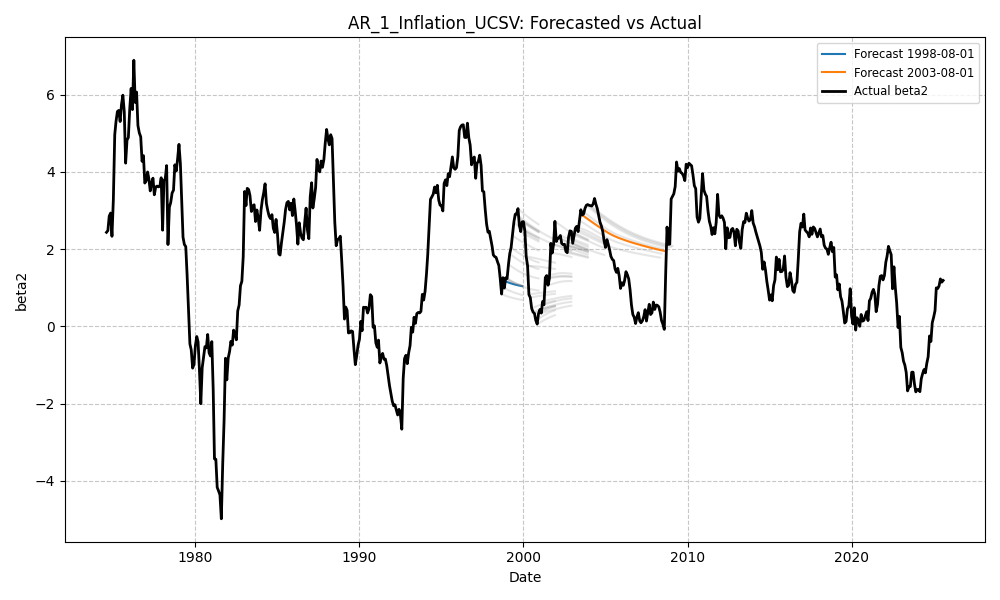 AR_1_Inflation_UCSV: Forecasted vs Actual
Forecast 1998-08-01
Forecast 2003-08-01
Actual beta2
beta2
6
4
2
0
−2
−4
1980
1990
2000
2010
2020
Date